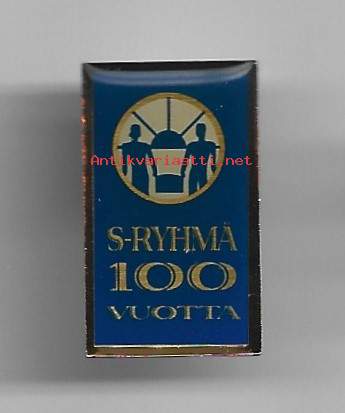 Antikvariaatti.net
S-RYHMÄ
100
VUOTTA